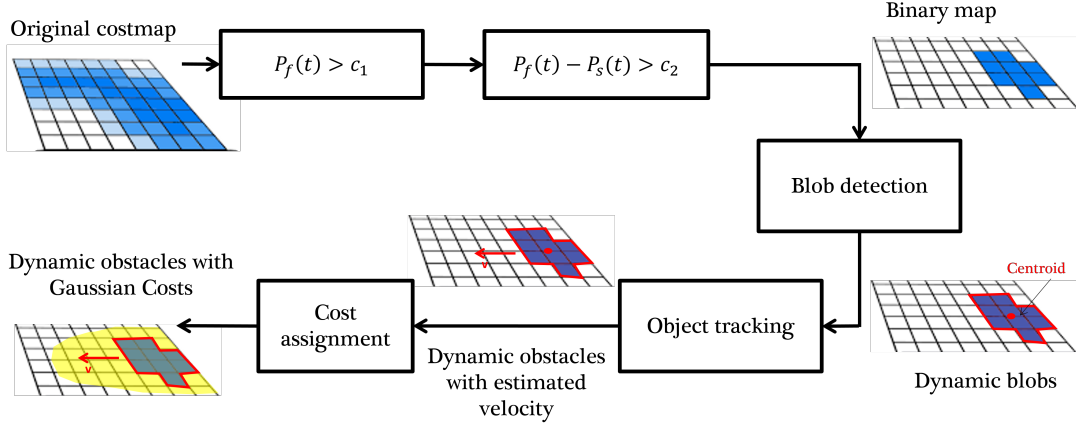 Original costmap
P_f(t) > c_1
P_f(t) − P_s(t) > c_2
Binary map
Blob detection
Centroid
Dynamic blobs
Object tracking
v
Dynamic obstacles
with estimated
velocity
Cost
assignment
Dynamic obstacles with
Gaussian Costs
v